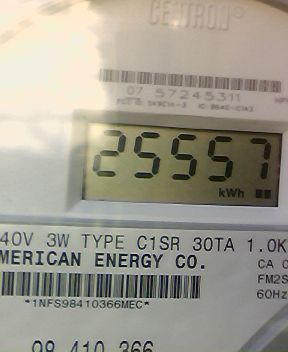 CENTRON®
07 57245311
25557
kWh
40V 3W TYPE C1SR 30TA 1.0K
MERICAN ENERGY CO.
CA 0
FM2S
60Hz
*1NFS98410366MEC*
98 410 366